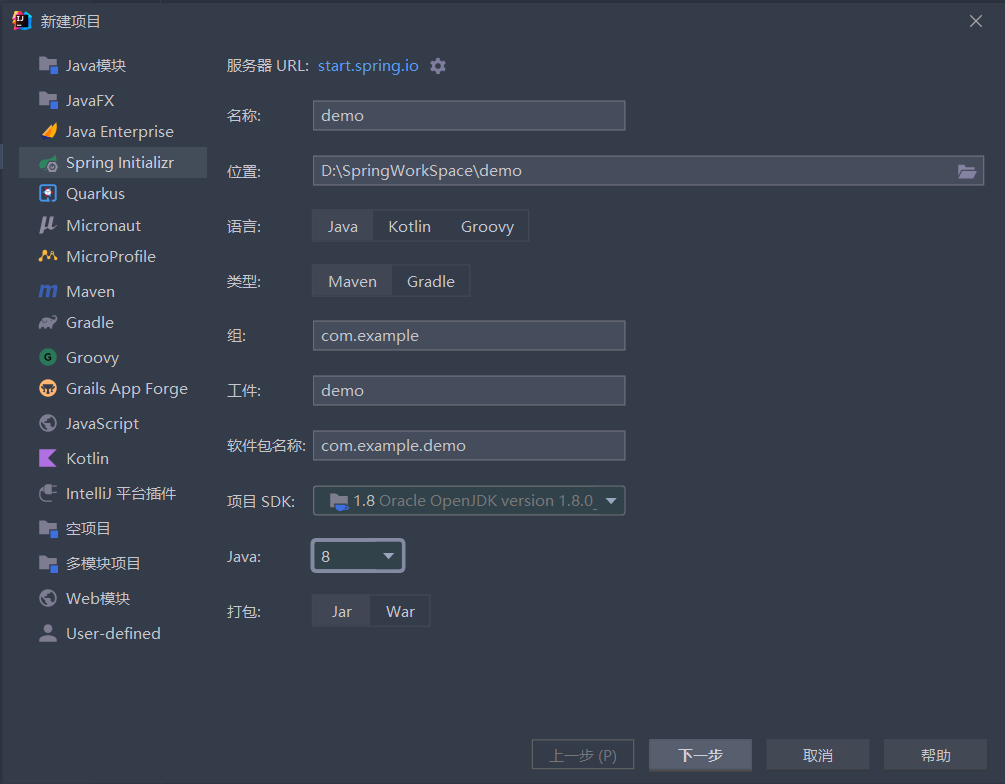 新建项目
Java模块
JavaFX
Java Enterprise
Spring Initializr
Quarkus
Micronaut
MicroProfile
Maven
Gradle
Groovy
Grails App Forge
JavaScript
Kotlin
IntelliJ 平台插件
空项目
多模块项目
Web模块
User-defined
服务器 URL: start.spring.io
名称: demo
位置: D:\SpringWorkSpace\demo
语言: Java Kotlin Groovy
类型: Maven Gradle
组: com.example
工件: demo
软件包名称: com.example.demo
项目 SDK: 1.8 Oracle OpenJDK version 1.8.0_
Java: 8
打包: Jar War
上一步 (P) 下一步 取消 帮助